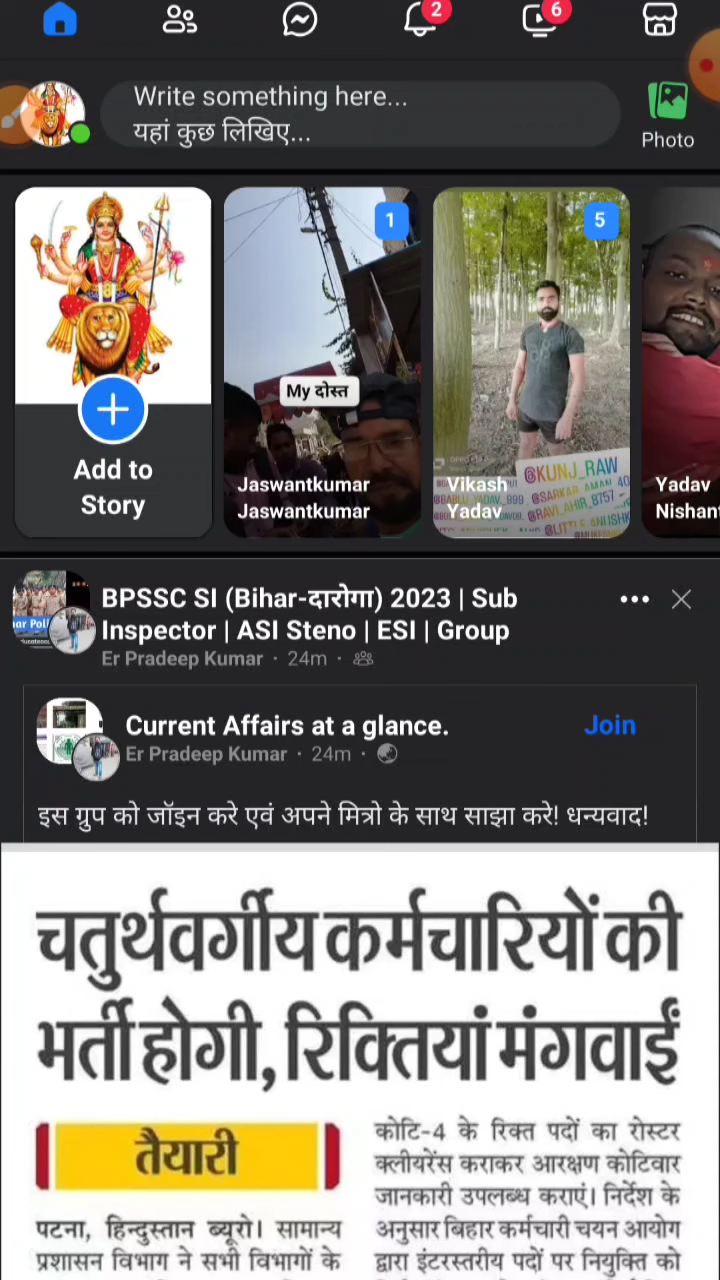 2
6
Write something here...
यहां कुछ लिखिए...
Photo
Add to
Story
1
My दोस्त
Jaswantkumar
Jaswantkumar
5
@KUNJ_RAW
Vikash
Yadav
Yadav
Nishan
BPSSC SI (Bihar-दारोगा) 2023 | Sub
Inspector | ASI Steno | ESI | Group
Er Pradeep Kumar · 24m ·
Current Affairs at a glance.
Join
Er Pradeep Kumar · 24m ·
इस ग्रुप को जॉइन करे एवं अपने मित्रो के साथ साझा करे! धन्यवाद!
चतुर्थवर्गीय कर्मचारियों की
भर्ती होगी, रिक्तियां मंगवाईं
तैयारी
पटना, हिन्दुस्तान ब्यूरो। सामान्य
प्रशासन विभाग ने सभी विभागों के
कोटि-4 के रिक्त पदों का रोस्टर
क्लीयरेंस कराकर आरक्षण कोटिवार
जानकारी उपलब्ध कराएं। निर्देश के
अनुसार बिहार कर्मचारी चयन आयोग
द्वारा इंटरस्तरीय पदों पर नियुक्ति को